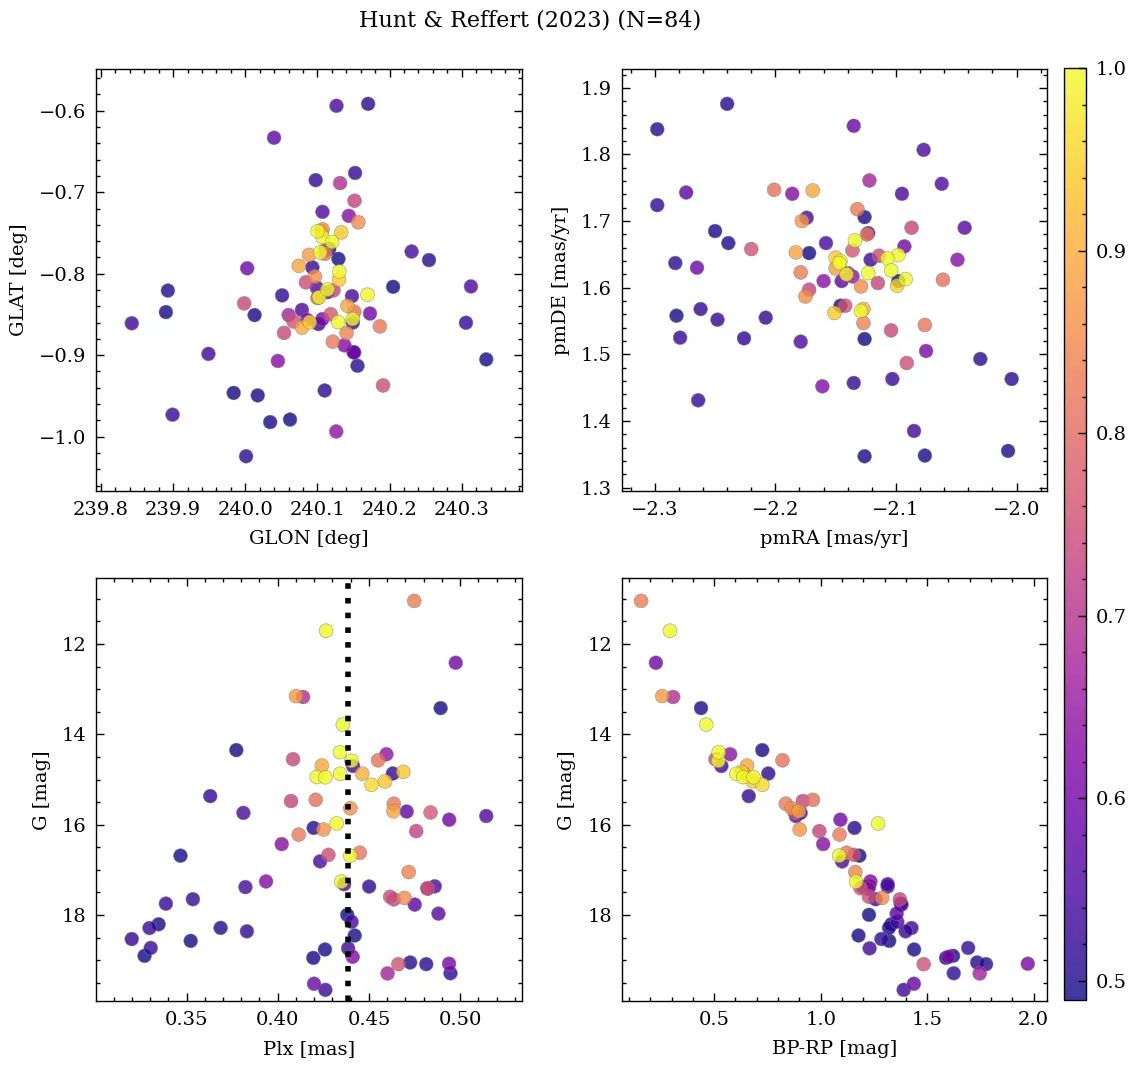 Hunt & Reffert (2023) (N=84)
−0.6
−0.7
−0.8
−0.9
−1.0
GLAT [deg]
239.8 239.9 240.0 240.1 240.2 240.3
GLON [deg]
1.9
1.8
1.7
1.6
1.5
1.4
1.3
pmDE [mas/yr]
−2.3 −2.2 −2.1 −2.0
pmRA [mas/yr]
12
14
16
18
G [mag]
0.35 0.40 0.45 0.50
Plx [mas]
12
14
16
18
G [mag]
0.5 1.0 1.5 2.0
BP-RP [mag]
1.0
0.9
0.8
0.7
0.6
0.5